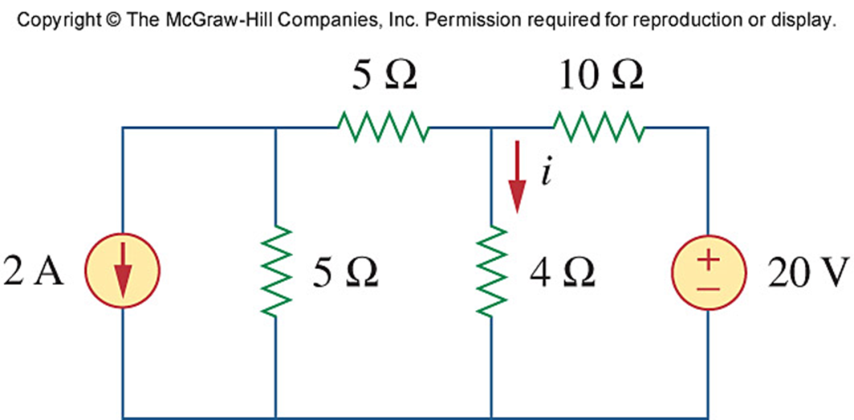 Copyright © The McGraw-Hill Companies, Inc. Permission required for reproduction or display.
5 Ω 10 Ω
i
2 A 5 Ω 4 Ω + − 20 V